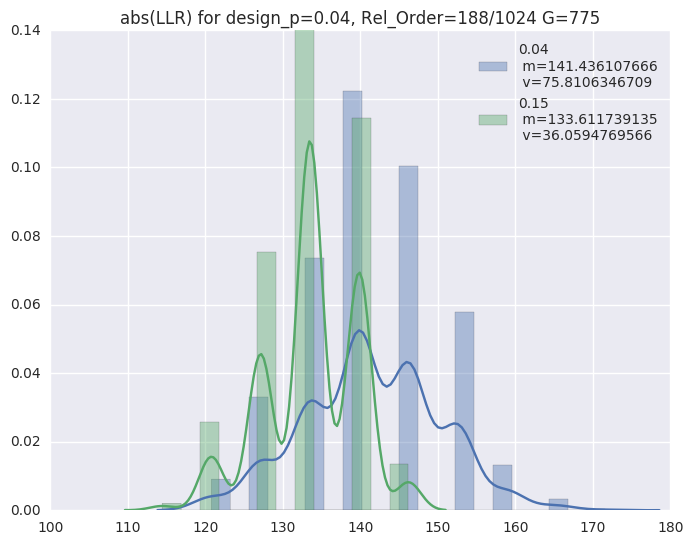 abs(LLR) for design_p=0.04, Rel_Order=188/1024 G=775
0.14
0.12
0.10
0.08
0.06
0.04
0.02
0.00
0.04
m=141.436107666
v=75.8106346709
0.15
m=133.611739135
v=36.0594769566
100 110 120 130 140 150 160 170 180